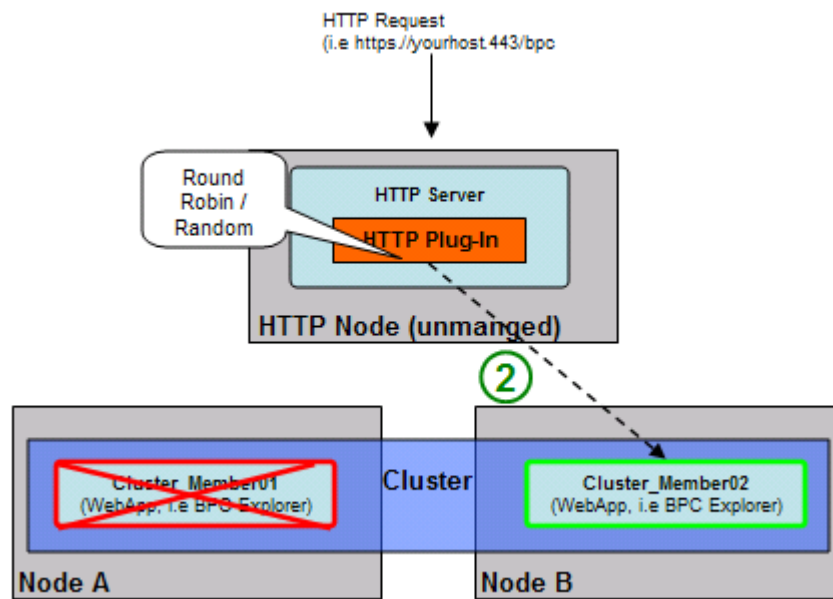 HTTP Request
(i.e https://yourhost.443/bpc
Round
Robin /
Random
HTTP Server
HTTP Plug-In
HTTP Node (unmanged)
2
Cluster_Member01
(WebApp, i.e BPC Explorer)
Cluster
Cluster_Member02
(WebApp, i.e BPC Explorer)
Node A
Node B